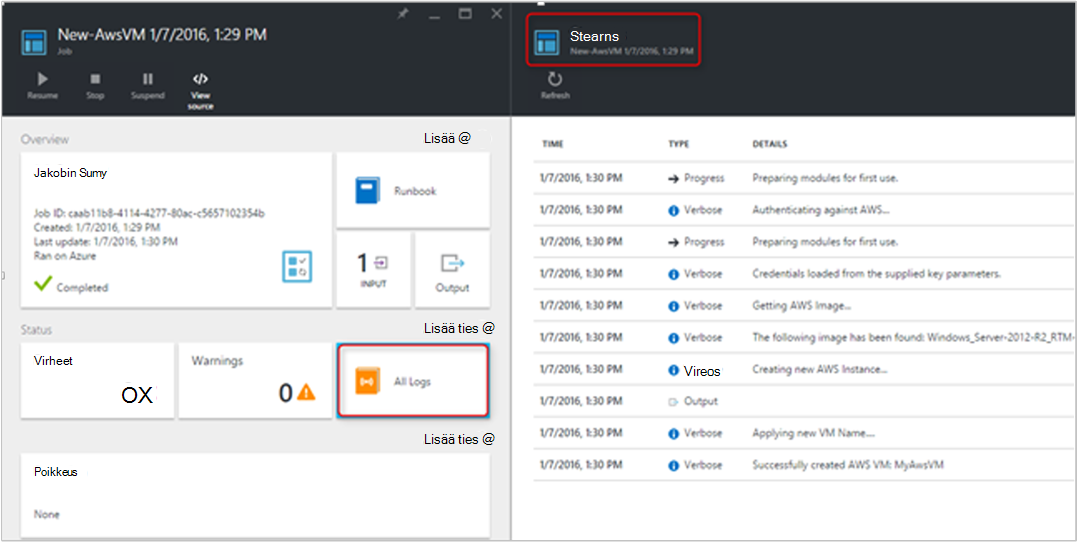 New-AwsVM 1/7/2016, 1:29 PM
Job
Resume
Stop
Suspend
View source
Overview
Lisää @
Jakobin Sumy
Job ID: caab11b8-4114-4277-80ac-c5657102354b
Created: 1/7/2016, 1:29 PM
Last update: 1/7/2016, 1:30 PM
Ran on Azure
Completed
Runbook
1
INPUT
Output
Status
Lisää ties @
Virheet
OX
Warnings
0
All Logs
Lisää ties @
Poikkeus
None
Stearns
New-AwsVM 1/7/2016, 1:29 PM
Refresh
TIME TYPE DETAILS
1/7/2016, 1:30 PM Progress Preparing modules for first use.
1/7/2016, 1:30 PM Verbose Authenticating against AWS...
1/7/2016, 1:30 PM Progress Preparing modules for first use.
1/7/2016, 1:30 PM Verbose Credentials loaded from the supplied key parameters.
1/7/2016, 1:30 PM Verbose Getting AWS Image...
1/7/2016, 1:30 PM Verbose The following image has been found: Windows_Server-2012-R2_RTM-
1/7/2016, 1:30 PM Vireos Creating new AWS Instance...
1/7/2016, 1:30 PM Output
1/7/2016, 1:30 PM Verbose Applying new VM Name....
1/7/2016, 1:30 PM Verbose Successfully created AWS VM: MyAwsVM